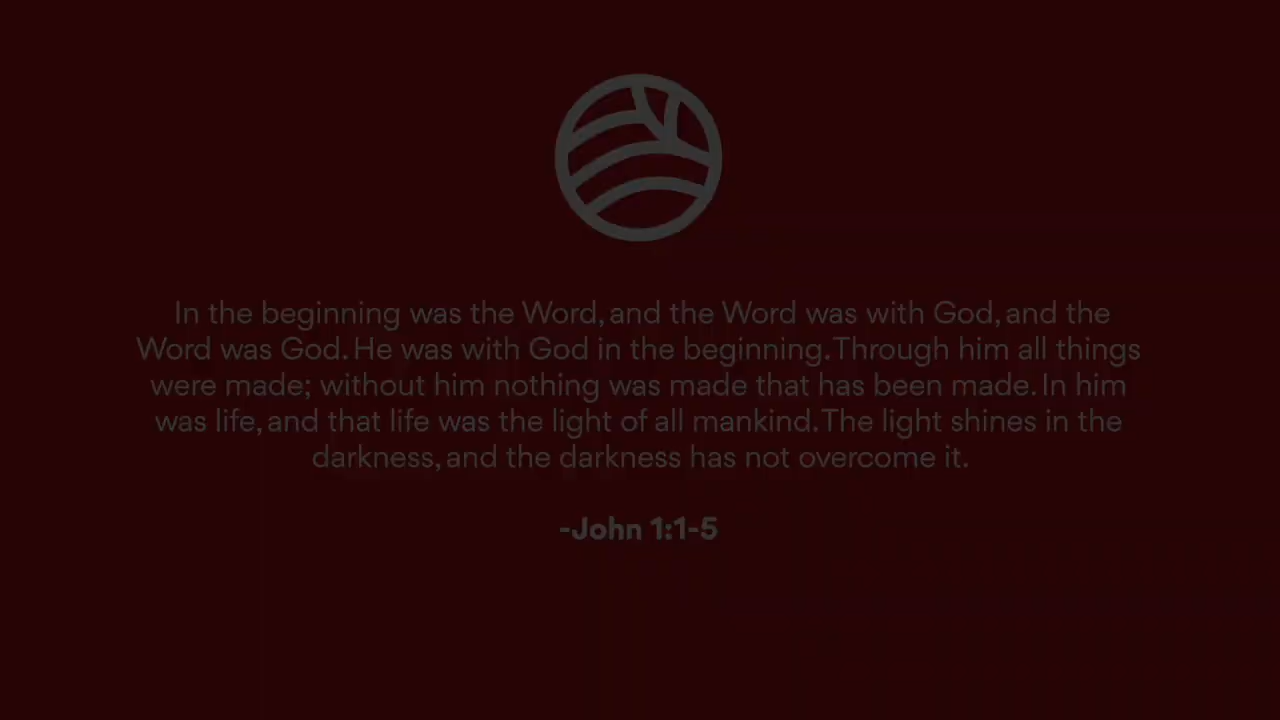 In the beginning was the Word, and the Word was with God, and the
Word was God. He was with God in the beginning. Through him all things
were made; without him nothing was made that has been made. In him
was life, and that life was the light of all mankind. The light shines in the
darkness, and the darkness has not overcome it.
-John 1:1-5